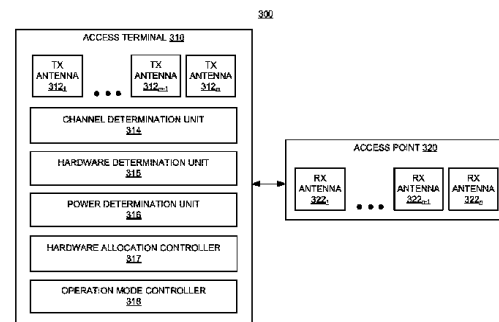 300
ACCESS TERMINAL 310
TX ANTENNA 312₁
TX ANTENNA 312ₙ₋₁
TX ANTENNA 312ₙ
CHANNEL DETERMINATION UNIT
314
HARDWARE DETERMINATION UNIT
315
POWER DETERMINATION UNIT
316
HARDWARE ALLOCATION CONTROLLER
317
OPERATION MODE CONTROLLER
318
ACCESS POINT 320
RX ANTENNA 322₁
RX ANTENNA 322ₙ₋₁
RX ANTENNA 322ₙ